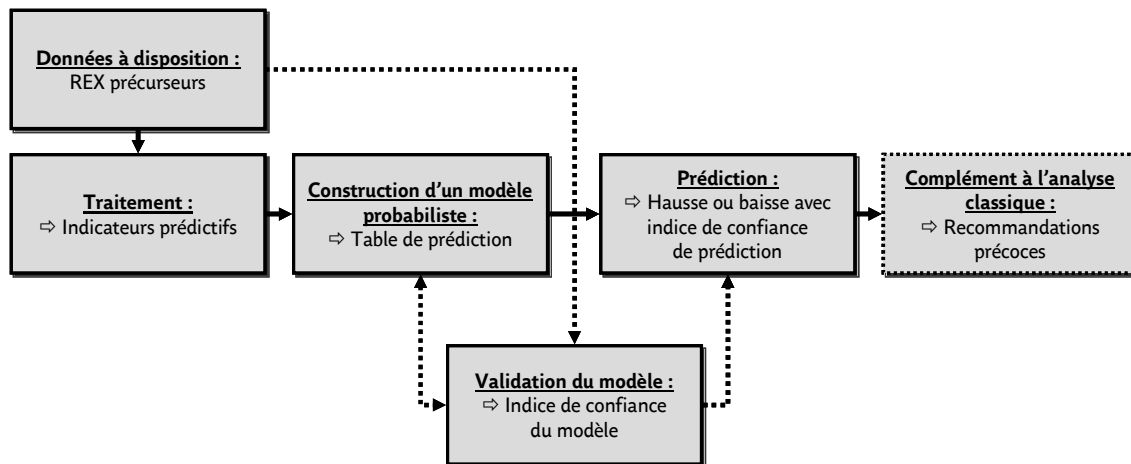 Données à disposition :
REX précurseurs
Traitement :
⇨ Indicateurs prédictifs
Construction d’un modèle
probabiliste :
⇨ Table de prédiction
Prédiction :
⇨ Hausse ou baisse avec
indice de confiance
de prédiction
Complément à l’analyse
classique :
⇨ Recommandations
précoces
Validation du modèle :
⇨ Indice de confiance
du modèle